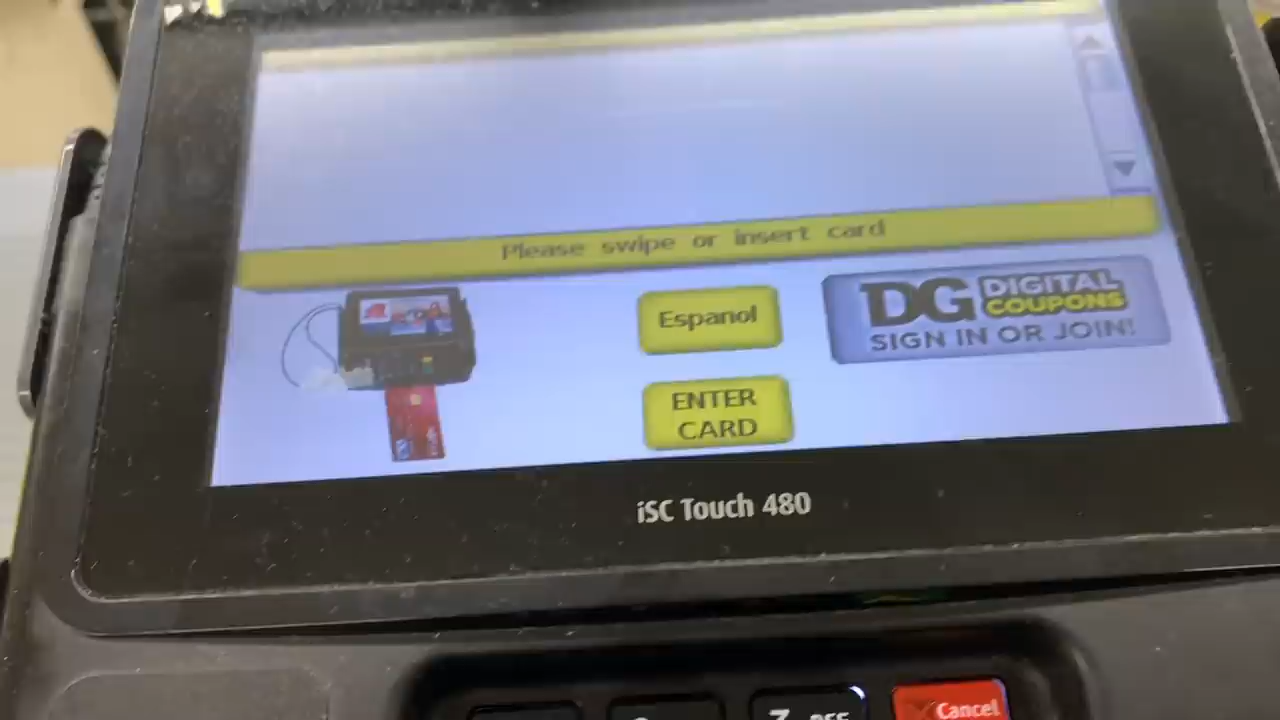 Please swipe or insert card
Espanol
DG DIGITAL
COUPONS
SIGN IN OR JOIN!
ENTER
CARD
iSC Touch 480
Cancel